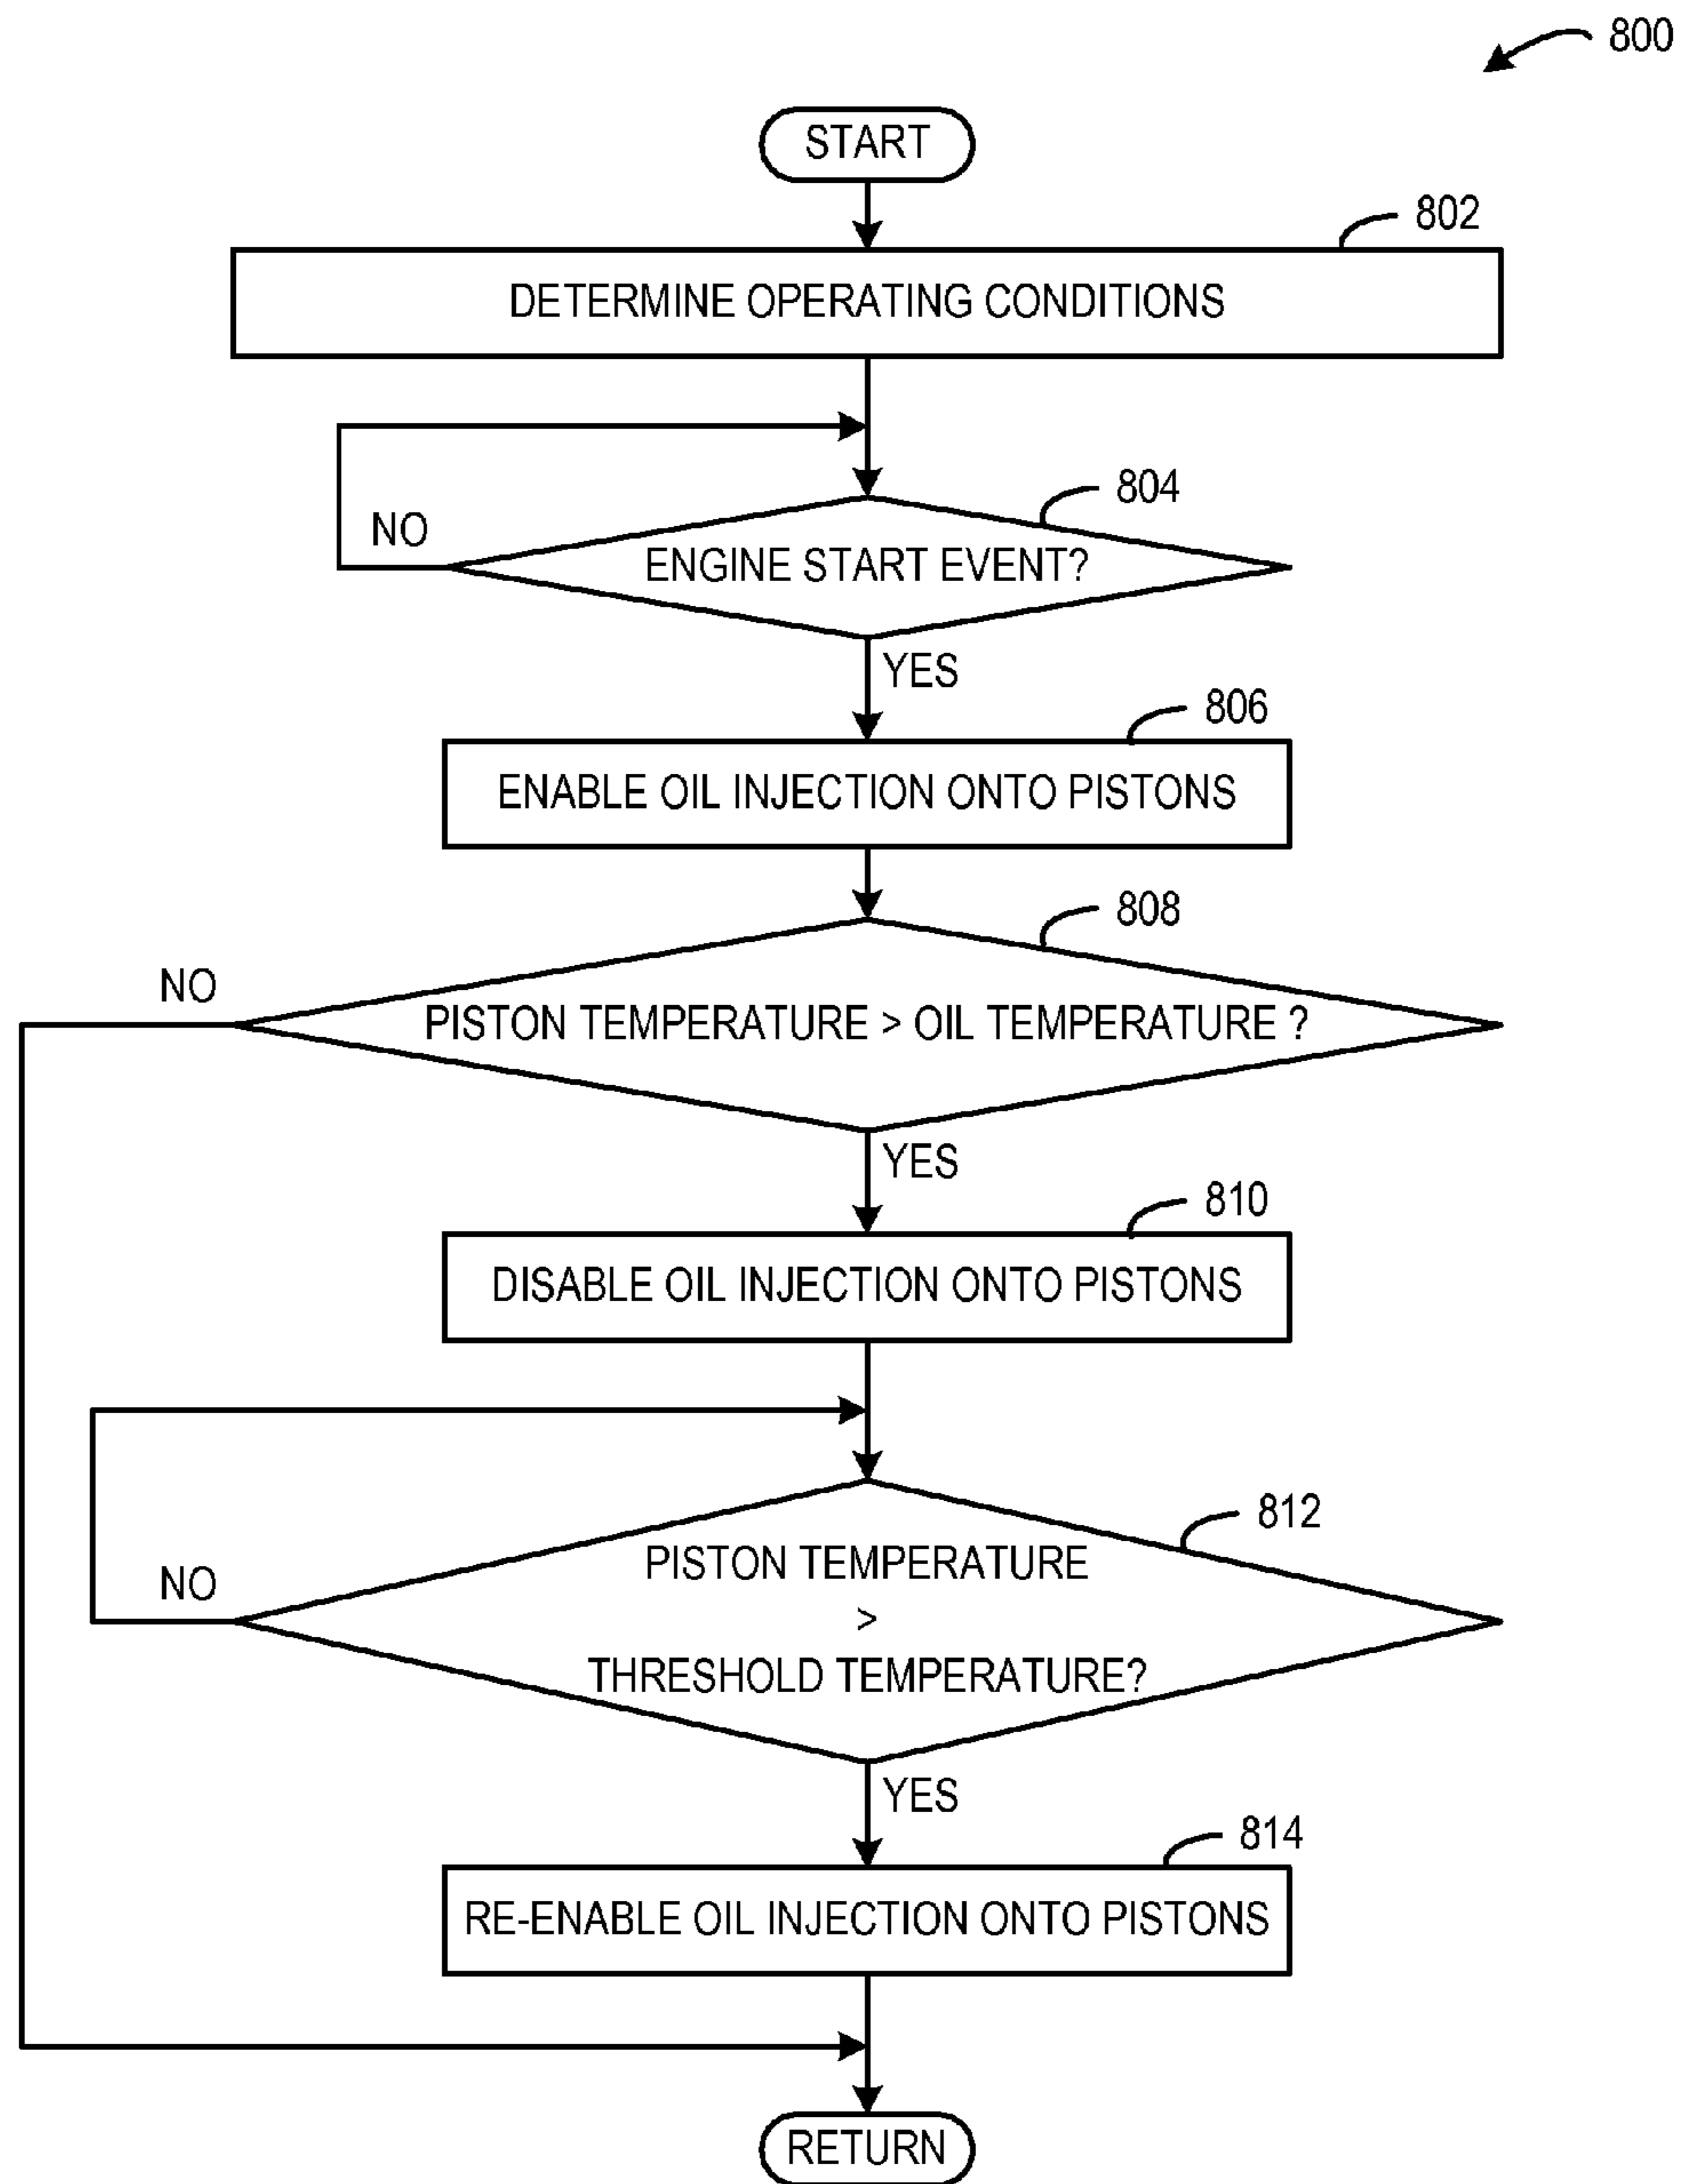 800
START
802
DETERMINE OPERATING CONDITIONS
804
NO
ENGINE START EVENT?
YES
806
ENABLE OIL INJECTION ONTO PISTONS
808
NO
PISTON TEMPERATURE > OIL TEMPERATURE ?
YES
810
DISABLE OIL INJECTION ONTO PISTONS
812
PISTON TEMPERATURE
NO
>
THRESHOLD TEMPERATURE?
YES
814
RE-ENABLE OIL INJECTION ONTO PISTONS
RETURN